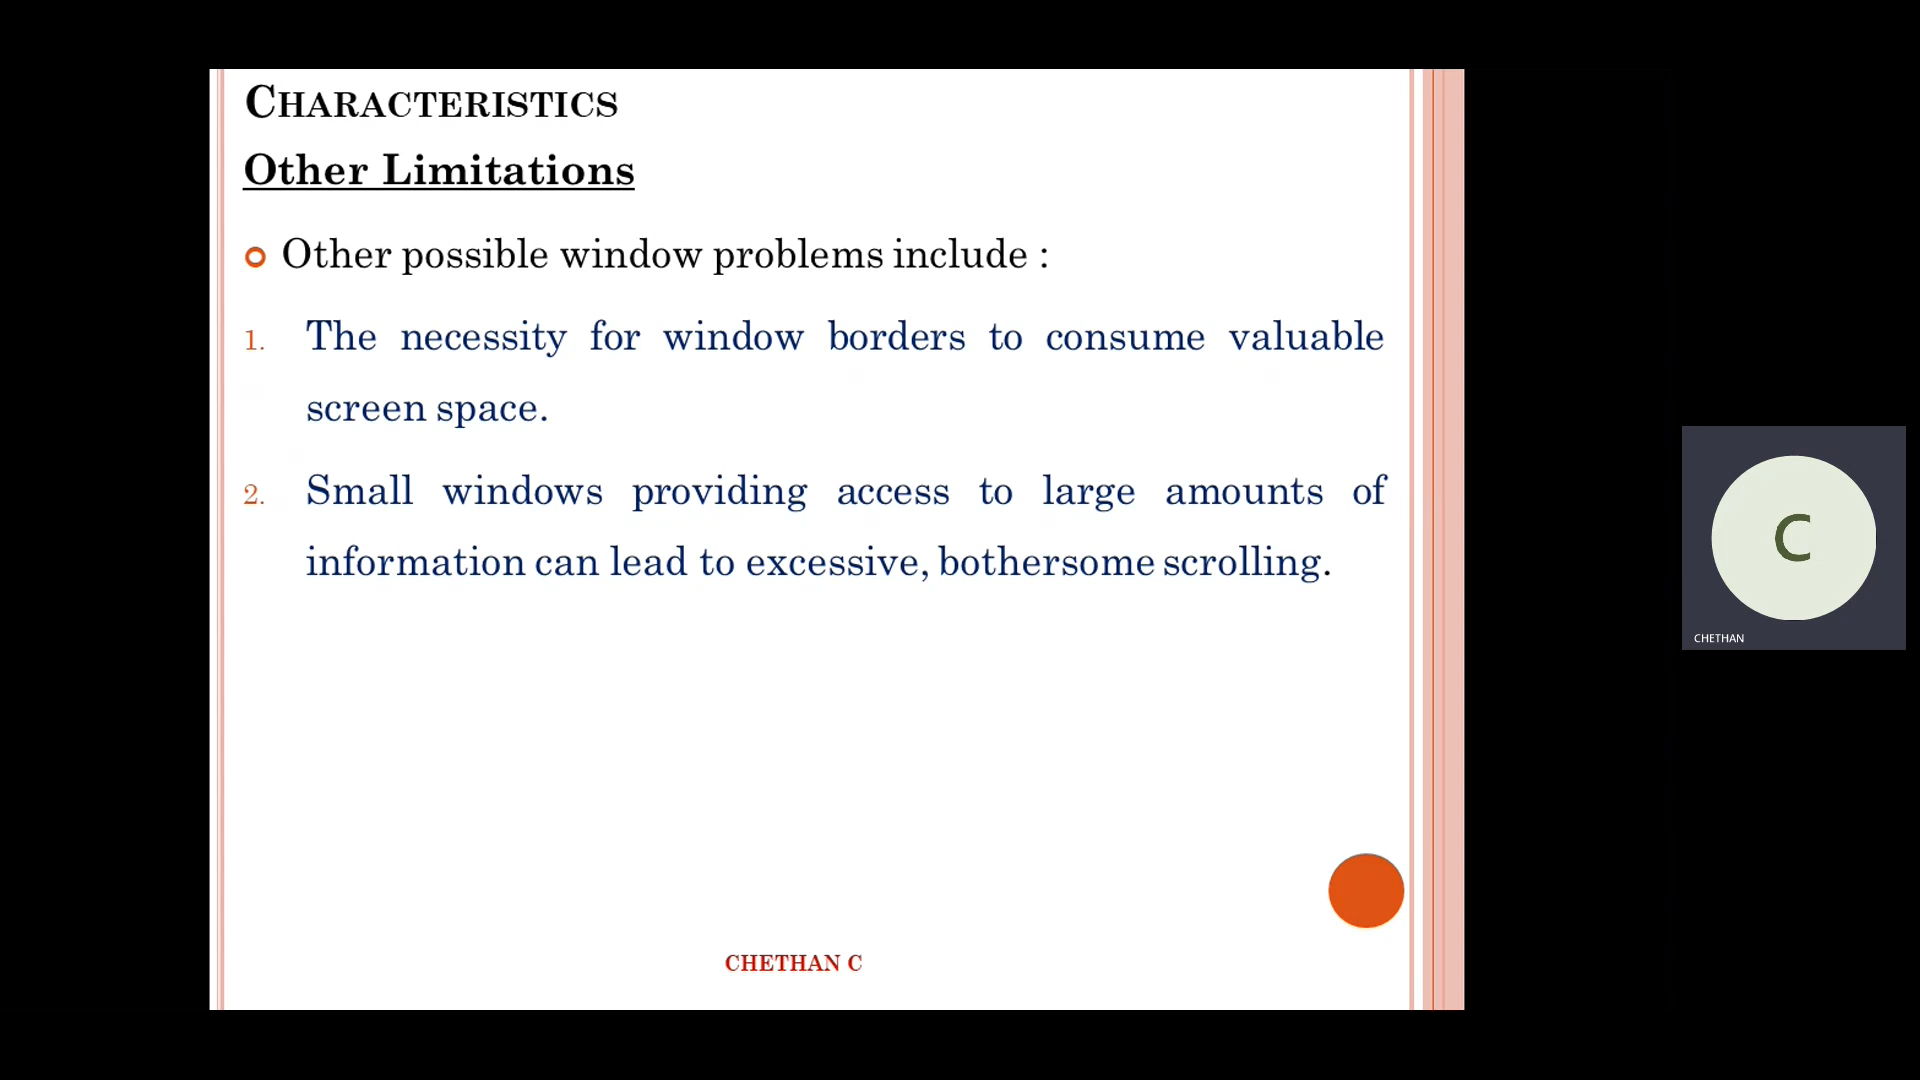 CHARACTERISTICS
Other Limitations
Other possible window problems include :
1. The necessity for window borders to consume valuable
screen space.
2. Small windows providing access to large amounts of
information can lead to excessive, bothersome scrolling.
CHETHAN C
C
CHETHAN